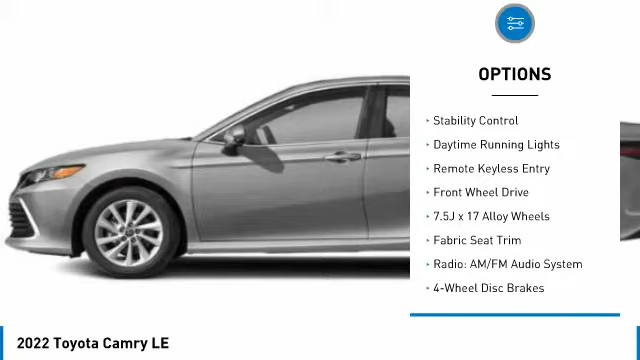 OPTIONS
Stability Control
Daytime Running Lights
Remote Keyless Entry
Front Wheel Drive
7.5J x 17 Alloy Wheels
Fabric Seat Trim
Radio: AM/FM Audio System
4-Wheel Disc Brakes
2022 Toyota Camry LE